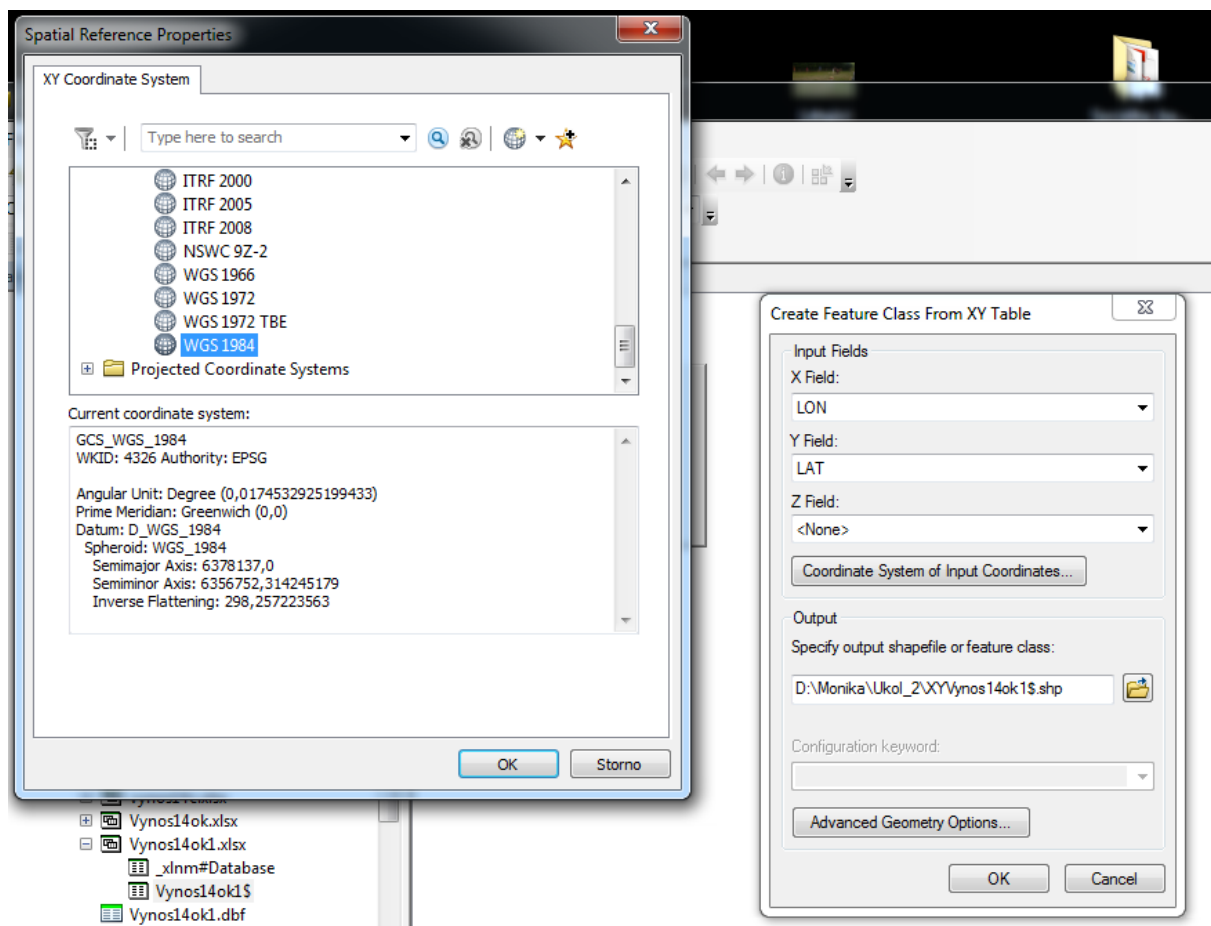 Spatial Reference Properties
XY Coordinate System
Type here to search
ITRF 2000
ITRF 2005
ITRF 2008
NSWC 9Z-2
WGS 1966
WGS 1972
WGS 1972 TBE
WGS 1984
Projected Coordinate Systems
Current coordinate system:
GCS_WGS_1984
WKID: 4326 Authority: EPSG
Angular Unit: Degree (0,0174532925199433)
Prime Meridian: Greenwich (0,0)
Datum: D_WGS_1984
Spheroid: WGS_1984
Semimajor Axis: 6378137,0
Semiminor Axis: 6356752,314245179
Inverse Flattening: 298,257223563
OK Storno
Vynos14ok.xlsx
Vynos14ok1.xlsx
_xlnm#Database
Vynos14ok1$
Vynos14ok1.dbf
Create Feature Class From XY Table
Input Fields
X Field:
LON
Y Field:
LAT
Z Field:
<None>
Coordinate System of Input Coordinates...
Output
Specify output shapefile or feature class:
D:\Monika\Ukol_2\XYVynos14ok1$.shp
Configuration keyword:
Advanced Geometry Options...
OK Cancel